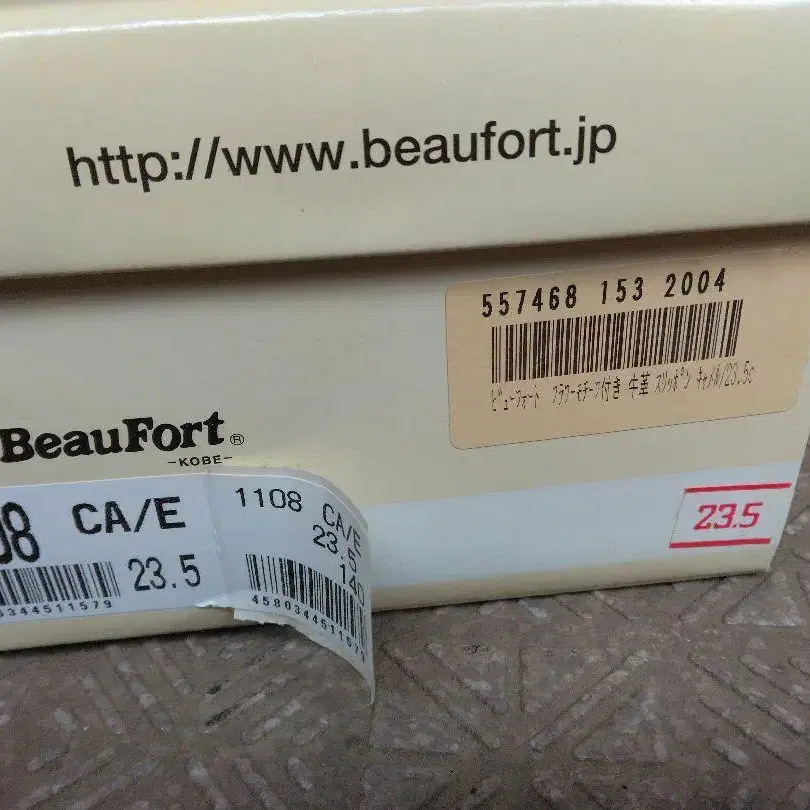 http://www.beaufort.jp
557468 153 2004
ﾋﾞｭｰﾌｫｰﾄ ﾌﾗﾜｰﾓﾁｰﾌ付き 牛革 ｽﾘｯﾎﾟﾝ ｷｬﾒﾙ/23.5c
BeauFort®
-KOBE-
CA/E
23.5
1108 CA/E
23.5
140
4580344511579
23.5